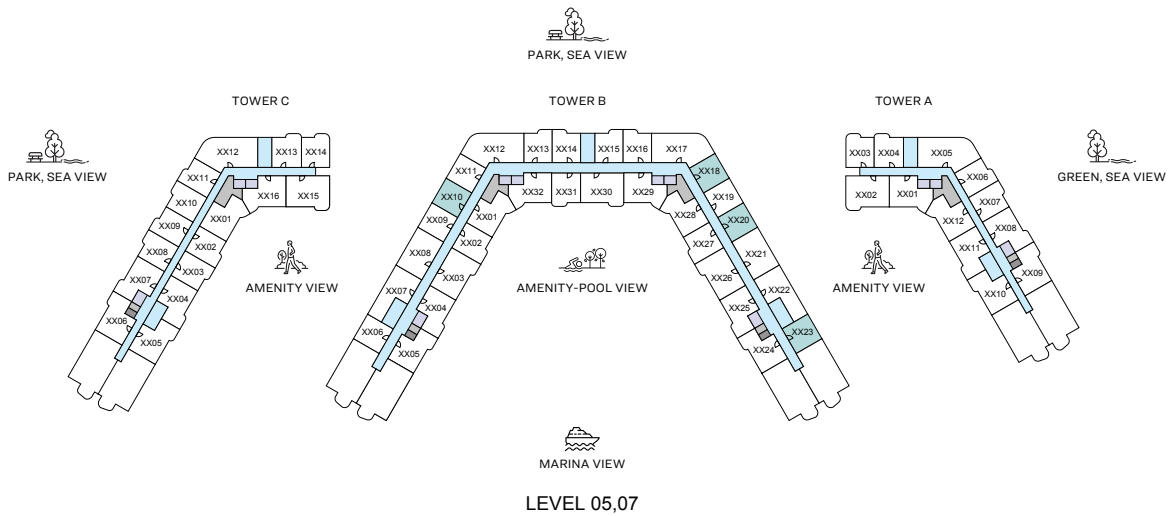 PARK, SEA VIEW
TOWER C
TOWER B
TOWER A
PARK, SEA VIEW
GREEN, SEA VIEW
XX12
XX13
XX14
XX11
XX10
XX09
XX08
XX07
XX06
XX16
XX15
XX01
XX02
XX03
XX04
XX05
XX12
XX13
XX14
XX15
XX16
XX17
XX11
XX10
XX09
XX08
XX07
XX06
XX32
XX31
XX30
XX29
XX01
XX02
XX03
XX04
XX05
XX18
XX19
XX20
XX21
XX22
XX23
XX28
XX27
XX26
XX25
XX24
XX03
XX04
XX05
XX02
XX01
XX06
XX07
XX08
XX09
XX12
XX11
XX10
AMENITY VIEW
AMENITY-POOL VIEW
AMENITY VIEW
MARINA VIEW
LEVEL 05,07